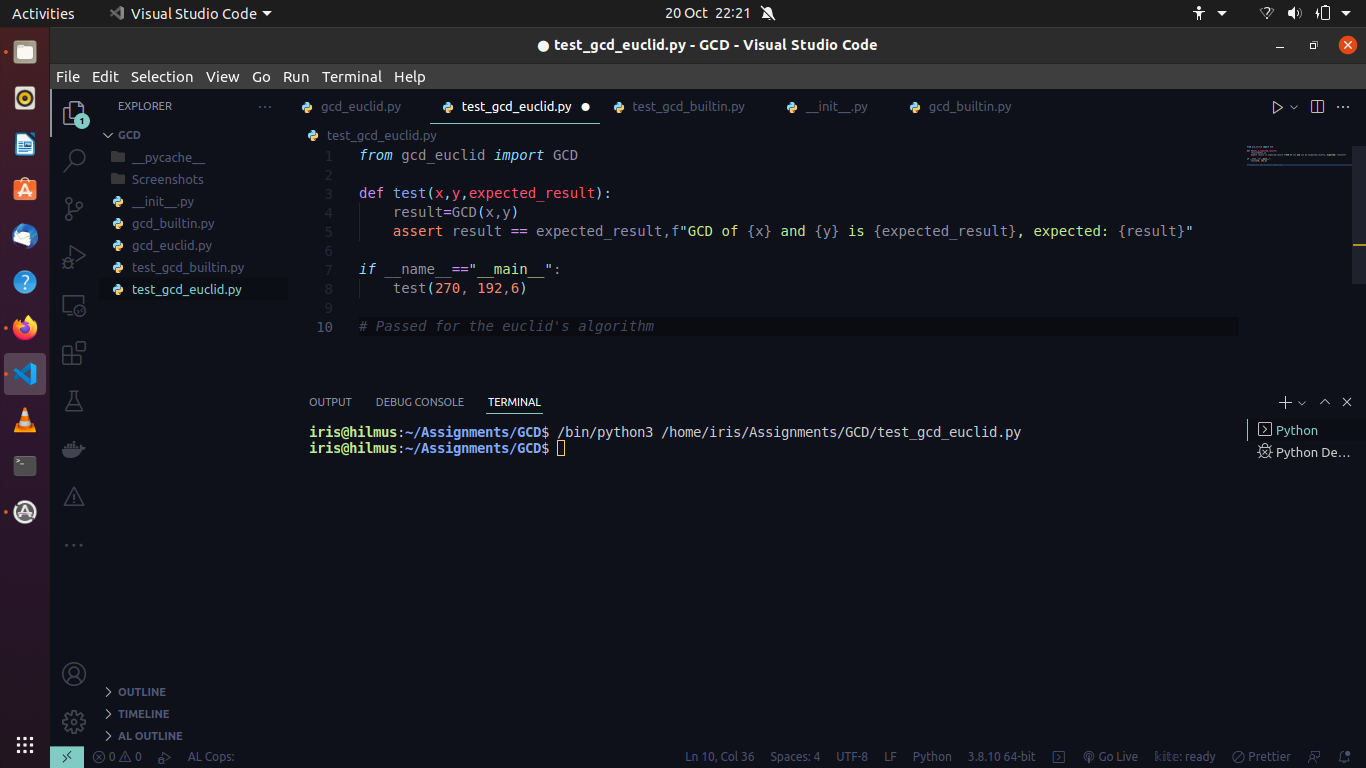 Activities Visual Studio Code 20 Oct 22:21
● test_gcd_euclid.py - GCD - Visual Studio Code
File Edit Selection View Go Run Terminal Help
EXPLORER ... gcd_euclid.py test_gcd_euclid.py ● test_gcd_builtin.py __init__.py gcd_builtin.py ...
1
GCD
__pycache__
Screenshots
__init__.py
gcd_builtin.py
gcd_euclid.py
test_gcd_builtin.py
test_gcd_euclid.py
test_gcd_euclid.py
1 from gcd_euclid import GCD
2
3 def test(x,y,expected_result):
4 result=GCD(x,y)
5 assert result == expected_result,f"GCD of {x} and {y} is {expected_result}, expected: {result}"
6
7 if __name__=="__main__":
8 test(270, 192,6)
9
10 # Passed for the euclid's algorithm
OUTPUT DEBUG CONSOLE TERMINAL
iris@hilmus:~/Assignments/GCD$ /bin/python3 /home/iris/Assignments/GCD/test_gcd_euclid.py
iris@hilmus:~/Assignments/GCD$
Python
Python De...
OUTLINE
TIMELINE
AL OUTLINE
0 0 AL Cops: Ln 10, Col 36 Spaces: 4 UTF-8 LF Python 3.8.10 64-bit Go Live kite: ready Prettier